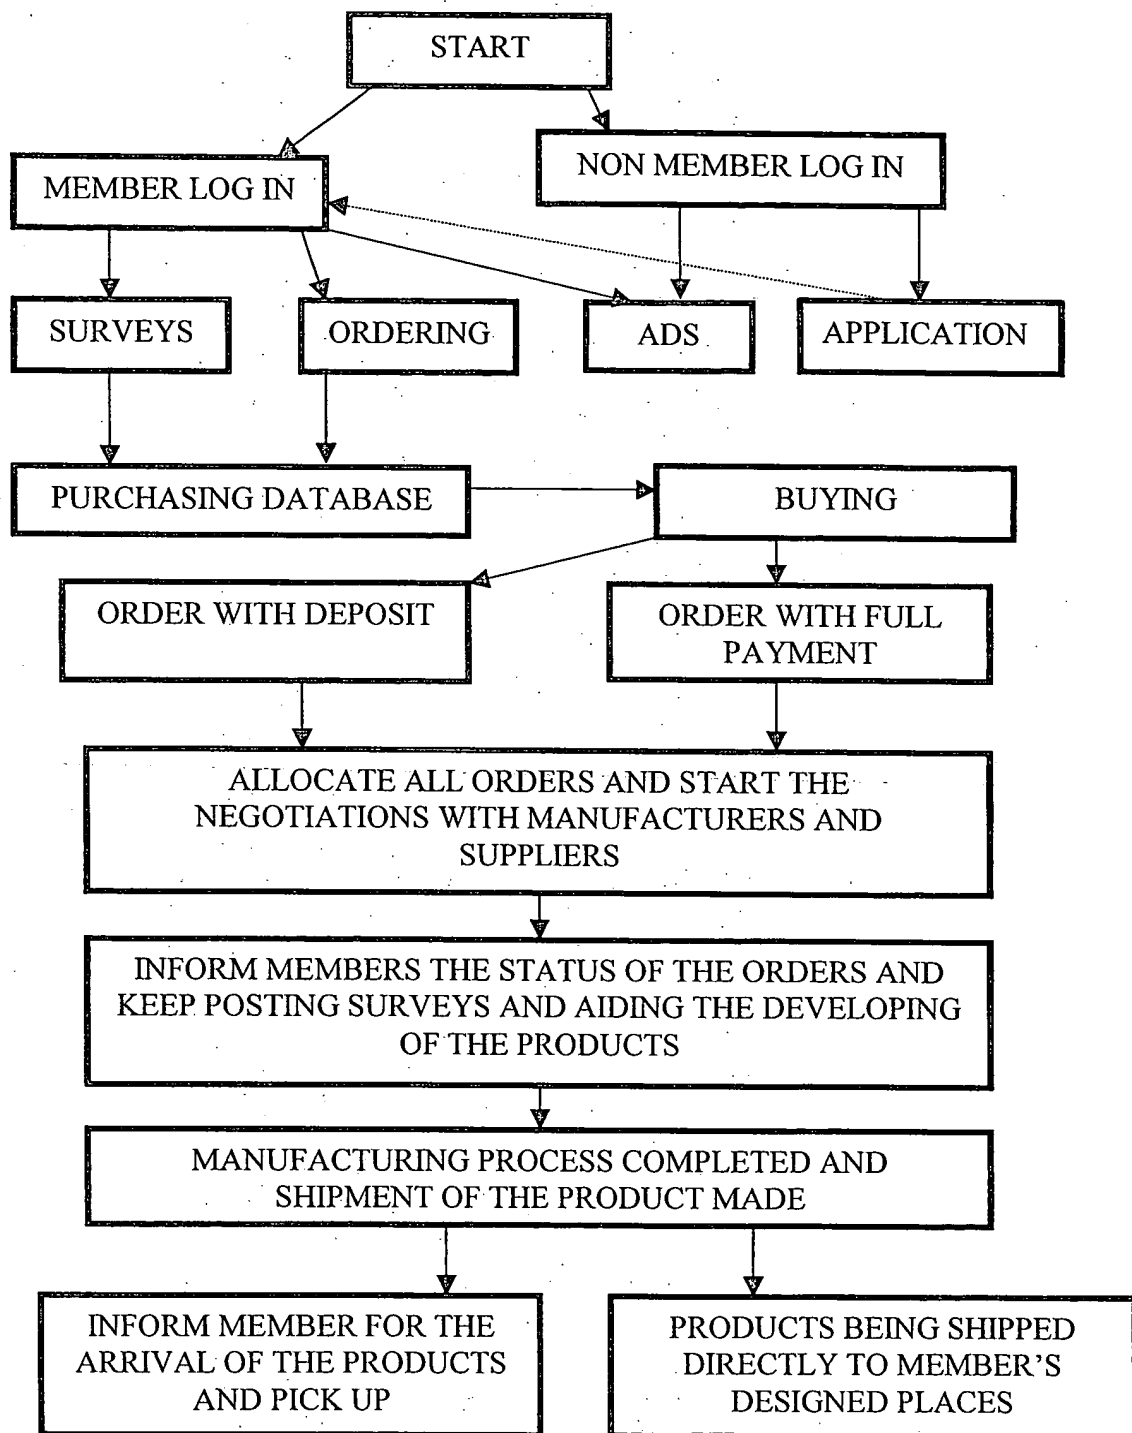 START
MEMBER LOG IN
NON MEMBER LOG IN
SURVEYS
ORDERING
ADS
APPLICATION
PURCHASING DATABASE
BUYING
ORDER WITH DEPOSIT
ORDER WITH FULL
PAYMENT
ALLOCATE ALL ORDERS AND START THE
NEGOTIATIONS WITH MANUFACTURERS AND
SUPPLIERS
INFORM MEMBERS THE STATUS OF THE ORDERS AND
KEEP POSTING SURVEYS AND AIDING THE DEVELOPING
OF THE PRODUCTS
MANUFACTURING PROCESS COMPLETED AND
SHIPMENT OF THE PRODUCT MADE
INFORM MEMBER FOR THE
ARRIVAL OF THE PRODUCTS
AND PICK UP
PRODUCTS BEING SHIPPED
DIRECTLY TO MEMBER'S
DESIGNED PLACES